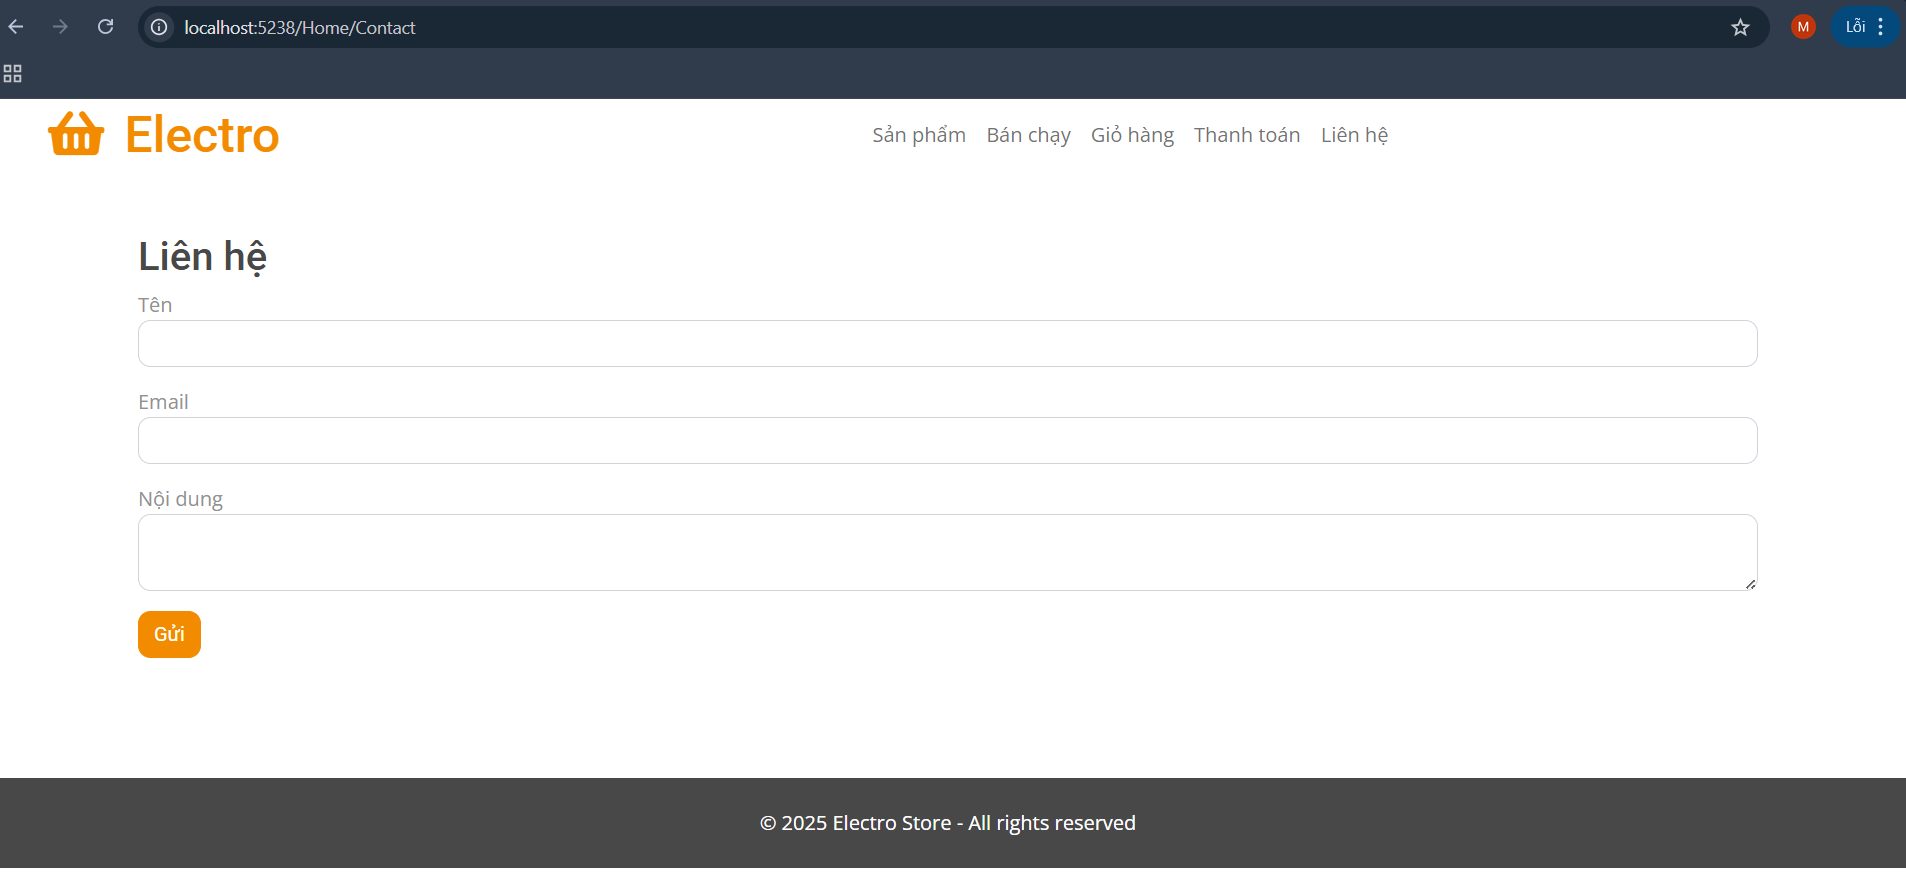 localhost:5238/Home/Contact
M
Lỗi
Electro
Sản phẩm Bán chạy Giỏ hàng Thanh toán Liên hệ
Liên hệ
Tên
Email
Nội dung
Gửi
© 2025 Electro Store - All rights reserved